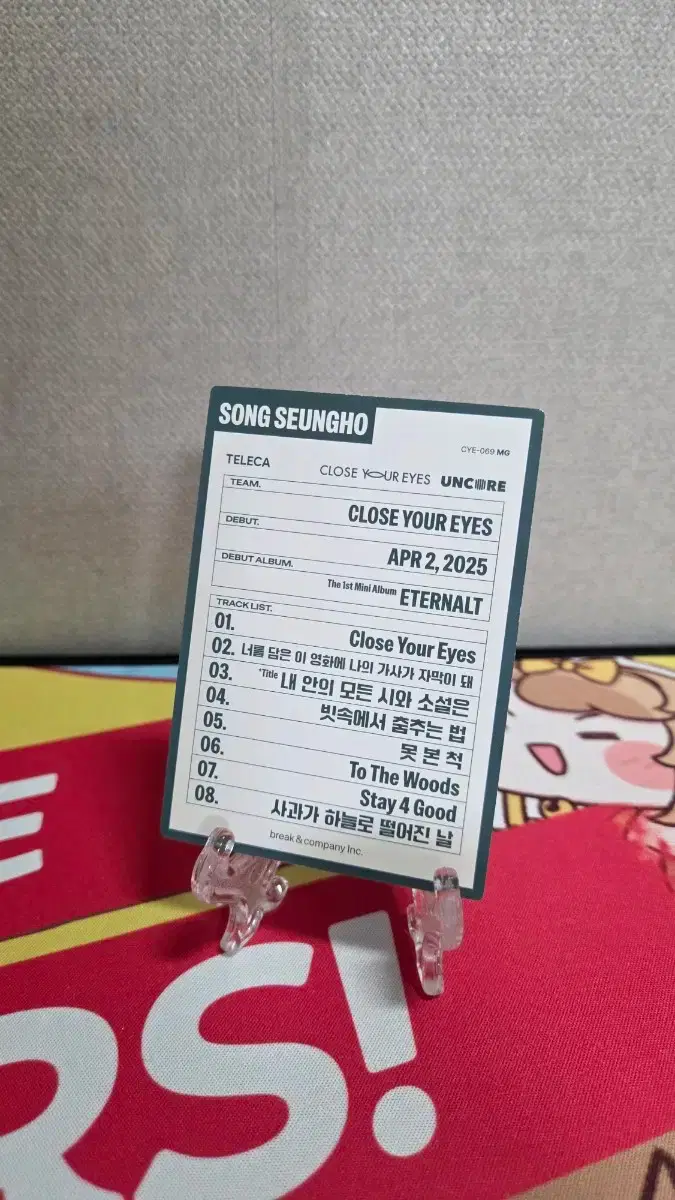 SONG SEUNGHO
CYE-069 MG
TELECA CLOSE YOUR EYES UNCORE
TEAM.
CLOSE YOUR EYES
DEBUT.
APR 2, 2025
DEBUT ALBUM.
The 1st Mini Album ETERNALT
TRACK LIST.
01. Close Your Eyes
02. 너를 담은 이 영화에 나의 가사가 자막이 돼
03. *Title 내 안의 모든 시와 소설은
04. 빗속에서 춤추는 법
05. 못 본 척
06. To The Woods
07. Stay 4 Good
08. 사과가 하늘로 떨어진 날
break & company Inc.
E
RS!